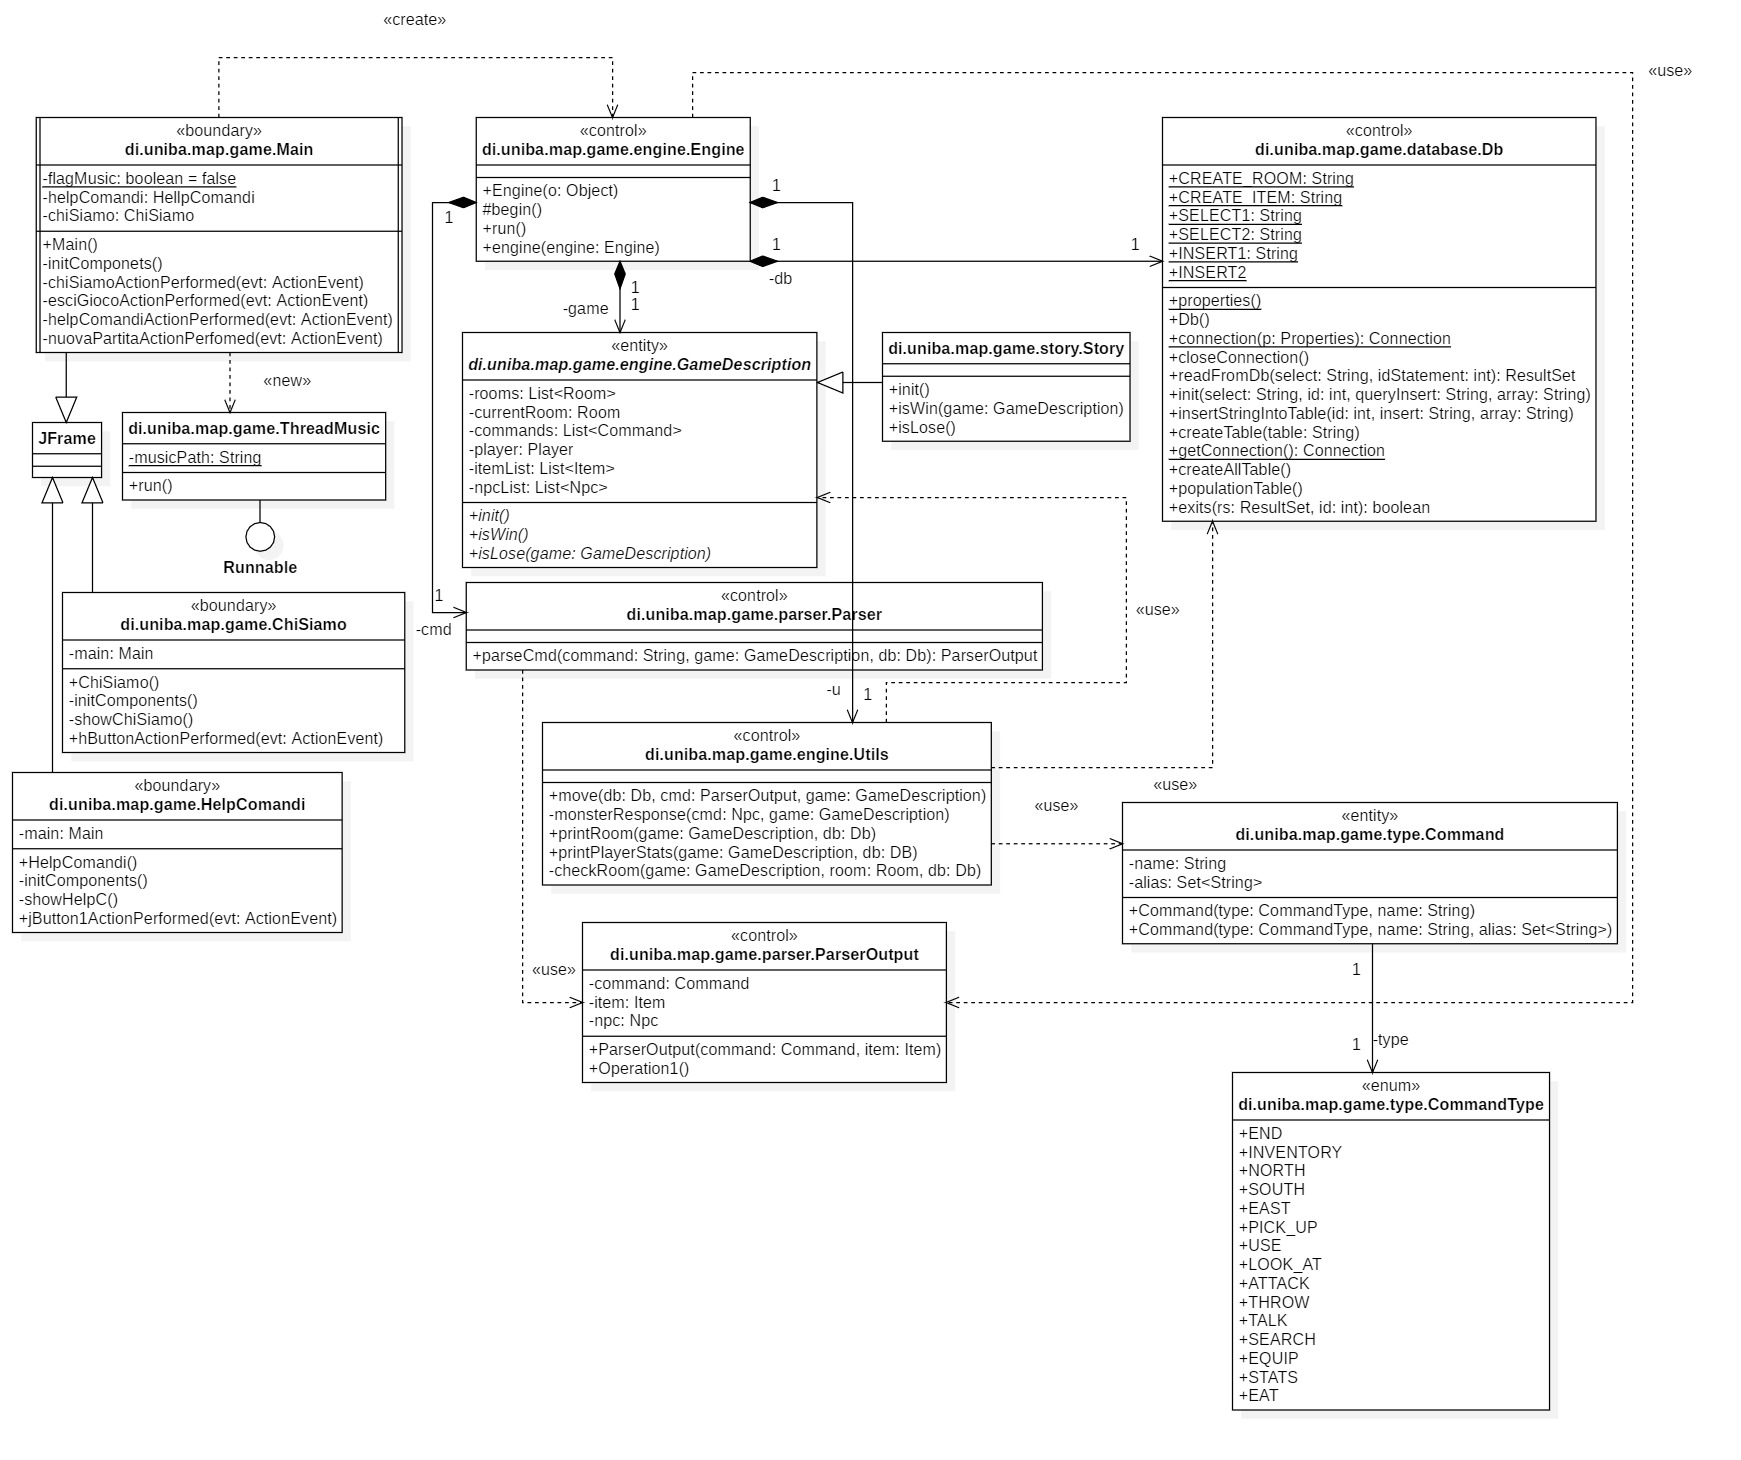 «create»
«use»
«boundary»
di.uniba.map.game.Main
-flagMusic: boolean = false
-helpComandi: HellpComandi
-chiSiamo: ChiSiamo
+Main()
-initComponets()
-chiSiamoActionPerformed(evt: ActionEvent)
-esciGiocoActionPerformed(evt: ActionEvent)
-helpComandiActionPerformed(evt: ActionEvent)
-nuovaPartitaActionPerfomed(evt: ActionEvent)
«control»
di.uniba.map.game.engine.Engine
+Engine(o: Object)
#begin()
+run()
+engine(engine: Engine)
1
1
1
1
-db
1
1
-game
«control»
di.uniba.map.game.database.Db
+CREATE_ROOM: String
+CREATE_ITEM: String
+SELECT1: String
+SELECT2: String
+INSERT1: String
+INSERT2
+properties()
+Db()
+connection(p: Properties): Connection
+closeConnection()
+readFromDb(select: String, idStatement: int): ResultSet
+init(select: String, id: int, queryInsert: String, array: String)
+insertStringIntoTable(id: int, insert: String, array: String)
+createTable(table: String)
+getConnection(): Connection
+createAllTable()
+populationTable()
+exits(rs: ResultSet, id: int): boolean
«new»
JFrame
di.uniba.map.game.ThreadMusic
-musicPath: String
+run()
Runnable
«entity»
di.uniba.map.game.engine.GameDescription
-rooms: List<Room>
-currentRoom: Room
-commands: List<Command>
-player: Player
-itemList: List<Item>
-npcList: List<Npc>
+init()
+isWin()
+isLose(game: GameDescription)
di.uniba.map.game.story.Story
+init()
+isWin(game: GameDescription)
+isLose()
«boundary»
di.uniba.map.game.ChiSiamo
-main: Main
+ChiSiamo()
-initComponents()
-showChiSiamo()
+hButtonActionPerformed(evt: ActionEvent)
1
-cmd
«control»
di.uniba.map.game.parser.Parser
+parseCmd(command: String, game: GameDescription, db: Db): ParserOutput
«use»
-u
1
«boundary»
di.uniba.map.game.HelpComandi
-main: Main
+HelpComandi()
-initComponents()
-showHelpC()
+jButton1ActionPerformed(evt: ActionEvent)
«control»
di.uniba.map.game.engine.Utils
+move(db: Db, cmd: ParserOutput, game: GameDescription)
-monsterResponse(cmd: Npc, game: GameDescription)
+printRoom(game: GameDescription, db: Db)
+printPlayerStats(game: GameDescription, db: DB)
-checkRoom(game: GameDescription, room: Room, db: Db)
«use»
«use»
«entity»
di.uniba.map.game.type.Command
-name: String
-alias: Set<String>
+Command(type: CommandType, name: String)
+Command(type: CommandType, name: String, alias: Set<String>)
«use»
«control»
di.uniba.map.game.parser.ParserOutput
-command: Command
-item: Item
-npc: Npc
+ParserOutput(command: Command, item: Item)
+Operation1()
1
1
-type
«enum»
di.uniba.map.game.type.CommandType
+END
+INVENTORY
+NORTH
+SOUTH
+EAST
+PICK_UP
+USE
+LOOK_AT
+ATTACK
+THROW
+TALK
+SEARCH
+EQUIP
+STATS
+EAT